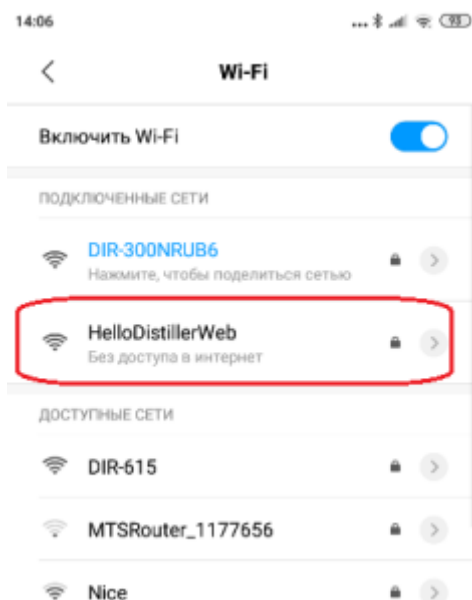 14:06
... 93
Wi-Fi
Включить Wi-Fi
ПОДКЛЮЧЕННЫЕ СЕТИ
DIR-300NRUB6
Нажмите, чтобы поделиться сетью
HelloDistillerWeb
Без доступа в интернет
ДОСТУПНЫЕ СЕТИ
DIR-615
MTSRouter_1177656
Nice